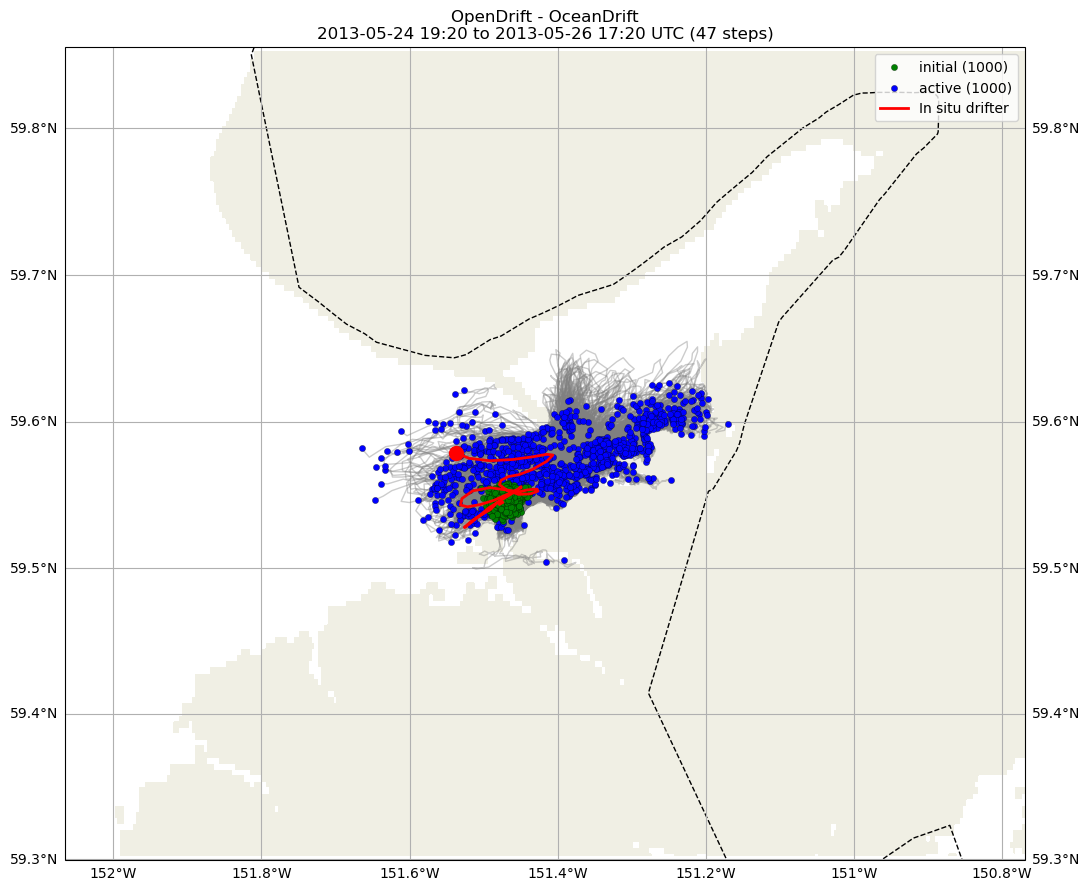 OpenDrift - OceanDrift
2013-05-24 19:20 to 2013-05-26 17:20 UTC (47 steps)
initial (1000)
active (1000)
In situ drifter
59.8°N
59.8°N
59.7°N
59.7°N
59.6°N
59.6°N
59.5°N
59.5°N
59.4°N
59.4°N
59.3°N
59.3°N
152°W
151.8°W
151.6°W
151.4°W
151.2°W
151°W
150.8°W